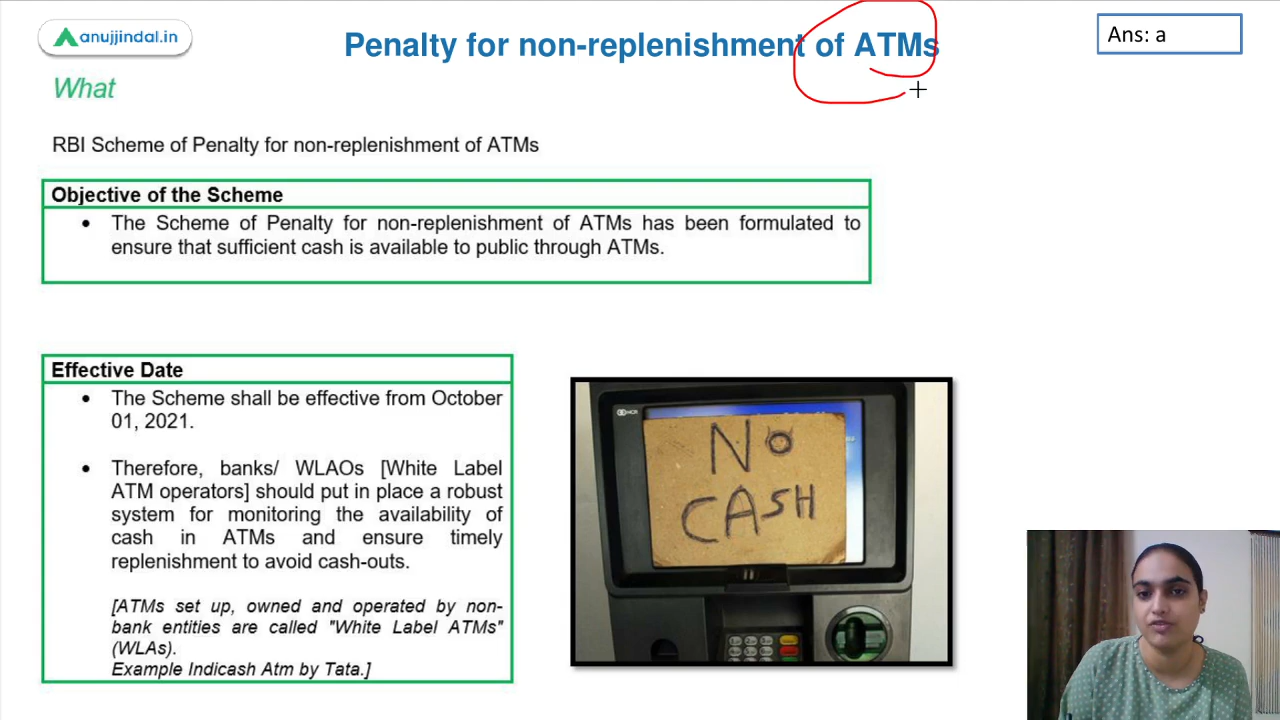 anujjindal.in
Penalty for non-replenishment of ATMs
Ans: a
What
RBI Scheme of Penalty for non-replenishment of ATMs
Objective of the Scheme
• The Scheme of Penalty for non-replenishment of ATMs has been formulated to
ensure that sufficient cash is available to public through ATMs.
Effective Date
• The Scheme shall be effective from October
01, 2021.
• Therefore, banks/ WLAOs [White Label
ATM operators] should put in place a robust
system for monitoring the availability of
cash in ATMs and ensure timely
replenishment to avoid cash-outs.
[ATMs set up, owned and operated by non-
bank entities are called "White Label ATMs"
(WLAs).
Example Indicash Atm by Tata.]
NCR
NO
CASH